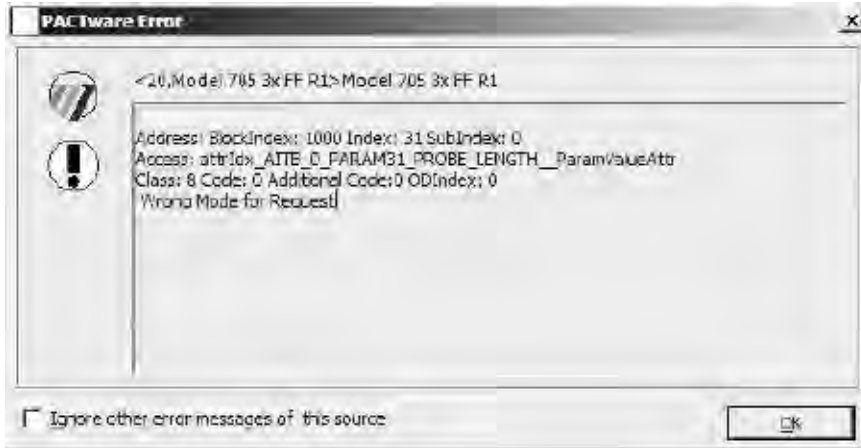 PACTware Error
<20,Model 705 3x FF R1>Model 705 3x FF R1
Address: BlockIndex: 1000 Index: 31 SubIndex: 0
Access: attrIdx_AITB_0_PARAM31_PROBE_LENGTH__ParamValueAttr
Class: 8 Code: 0 Additional Code:0 ODIndex: 0
Wrong Mode for Request
Ignore other error messages of this source
OK